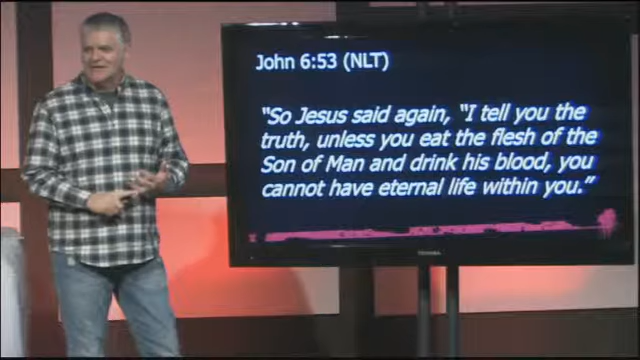 John 6:53 (NLT)
“So Jesus said again, “I tell you the
truth, unless you eat the flesh of the
Son of Man and drink his blood, you
cannot have eternal life within you.”
TOSHIBA